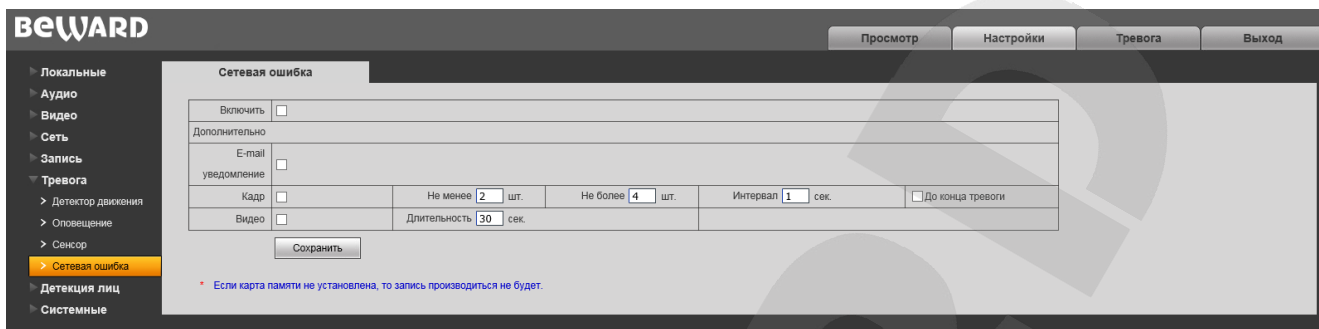 BEWARD
Просмотр Настройки Тревога Выход
Локальные
Аудио
Видео
Сеть
Запись
Тревога
Детектор движения
Оповещение
Сенсор
Сетевая ошибка
Детекция лиц
Системные
Сетевая ошибка
Включить
Дополнительно
E-mail
уведомление
Кадр Не менее 2 шт. Не более 4 шт. Интервал 1 сек. До конца тревоги
Видео Длительность 30 сек.
Сохранить
* Если карта памяти не установлена, то запись производиться не будет.